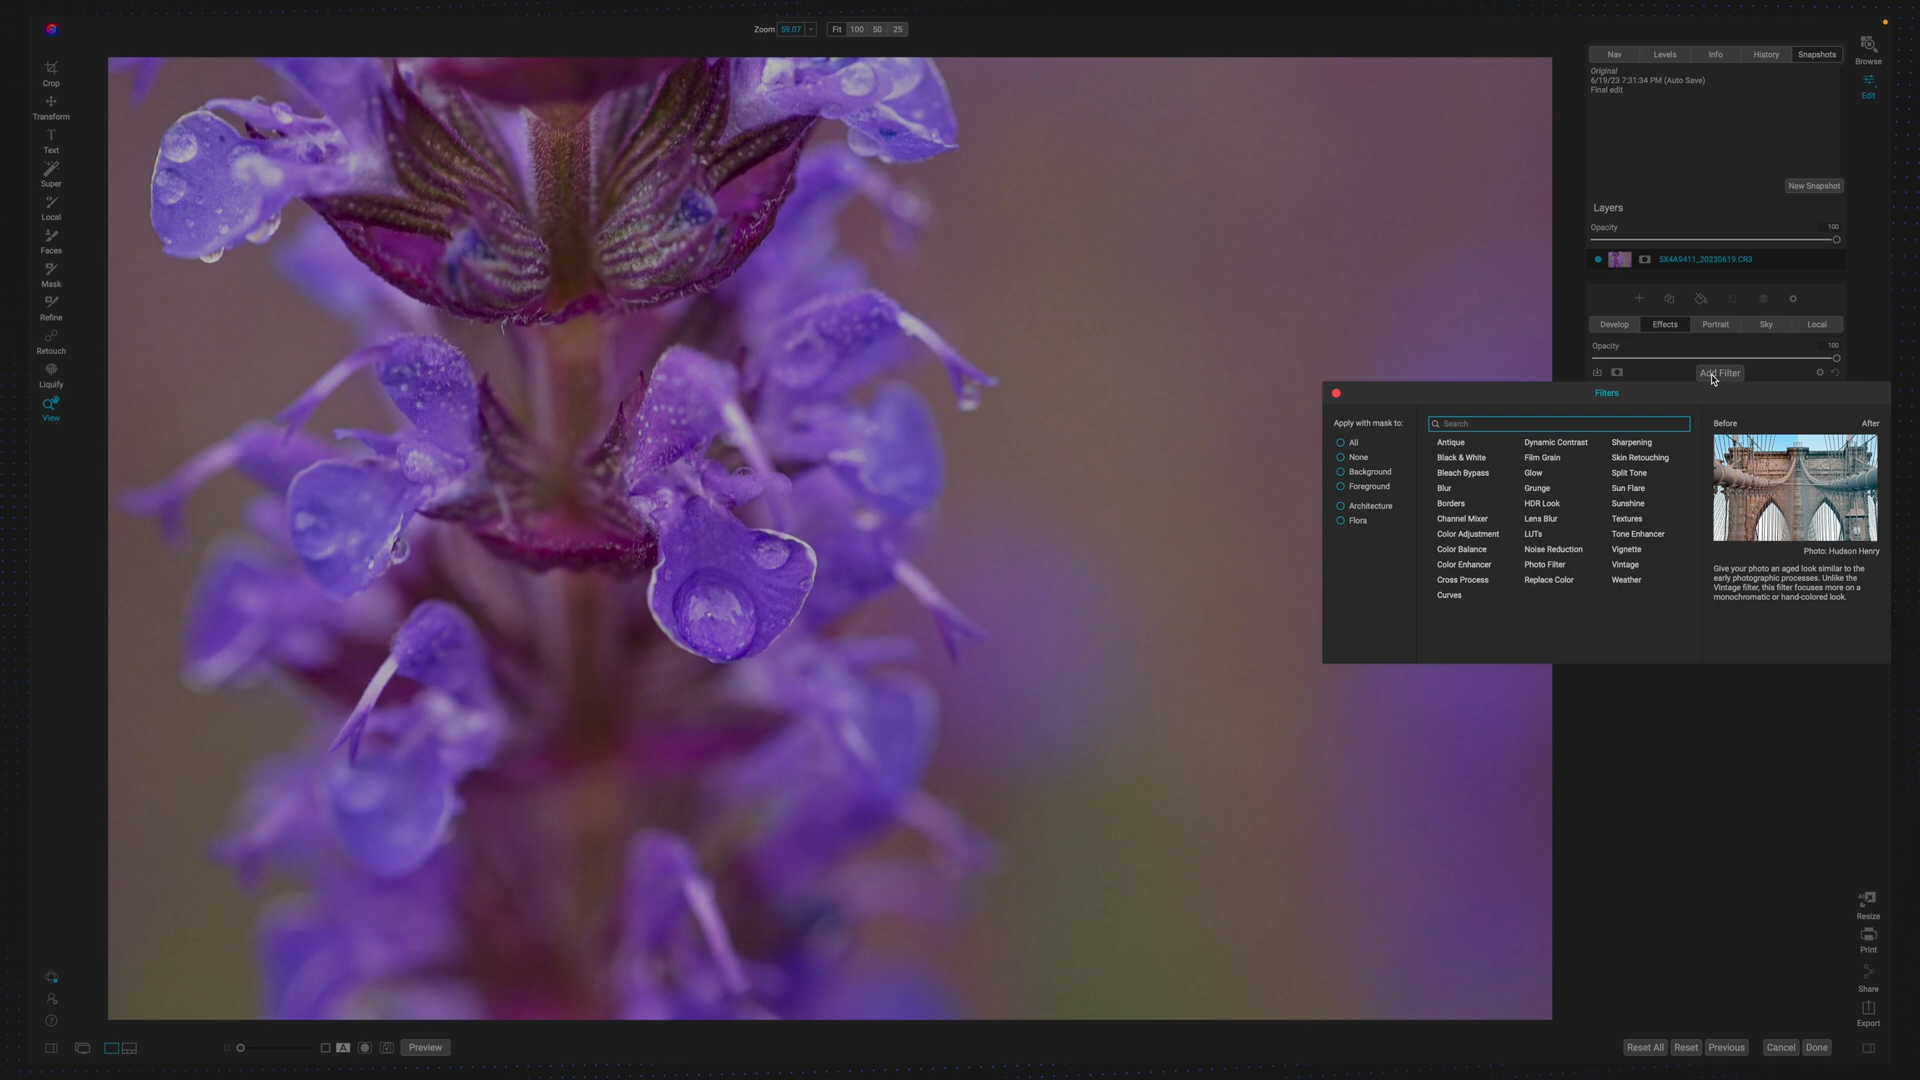 Zoom 59.07 Fit 100 50 25
Crop
Transform
Text
Super
Local
Faces
Mask
Refine
Retouch
Liquify
View
Nav Levels Info History Snapshots
Original
6/19/23 7:31:34 PM (Auto Save)
Final edit
New Snapshot
Layers
Opacity 100
5X4A9411_20230619.CR3
Develop Effects Portrait Sky Local
Opacity 100
Add Filter
Browse
Edit
Filters
Apply with mask to:
All
None
Background
Foreground
Architecture
Flora
Search
Antique Dynamic Contrast Sharpening
Black & White Film Grain Skin Retouching
Bleach Bypass Glow Split Tone
Blur Grunge Sun Flare
Borders HDR Look Sunshine
Channel Mixer Lens Blur Textures
Color Adjustment LUTs Tone Enhancer
Color Balance Noise Reduction Vignette
Color Enhancer Photo Filter Vintage
Cross Process Replace Color Weather
Curves
Before After
Photo: Hudson Henry
Give your photo an aged look similar to the
early photographic processes. Unlike the
Vintage filter, this filter focuses more on a
monochromatic or hand-colored look.
AI
Resize
Print
Share
Export
A Preview
Reset All Reset Previous Cancel Done